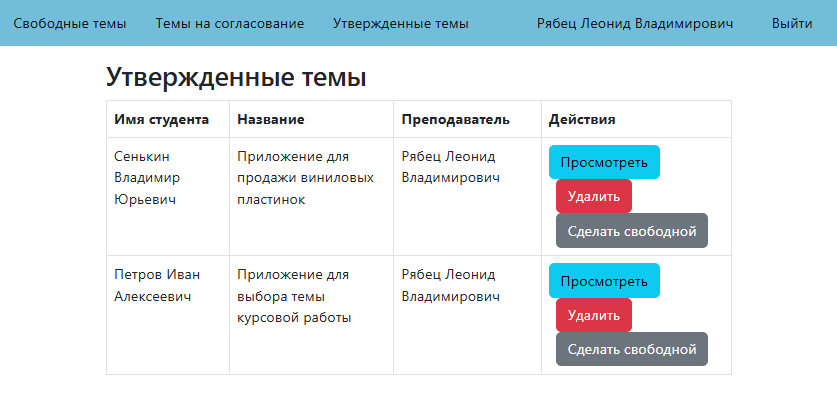 Свободные темы Темы на согласование Утвержденные темы Рябец Леонид Владимирович Выйти
Утвержденные темы
Имя студента Название Преподаватель Действия
Сенькин Владимир Юрьевич
Приложение для продажи виниловых пластинок
Рябец Леонид Владимирович
Просмотреть
Удалить
Сделать свободной
Петров Иван Алексеевич
Приложение для выбора темы курсовой работы
Рябец Леонид Владимирович
Просмотреть
Удалить
Сделать свободной